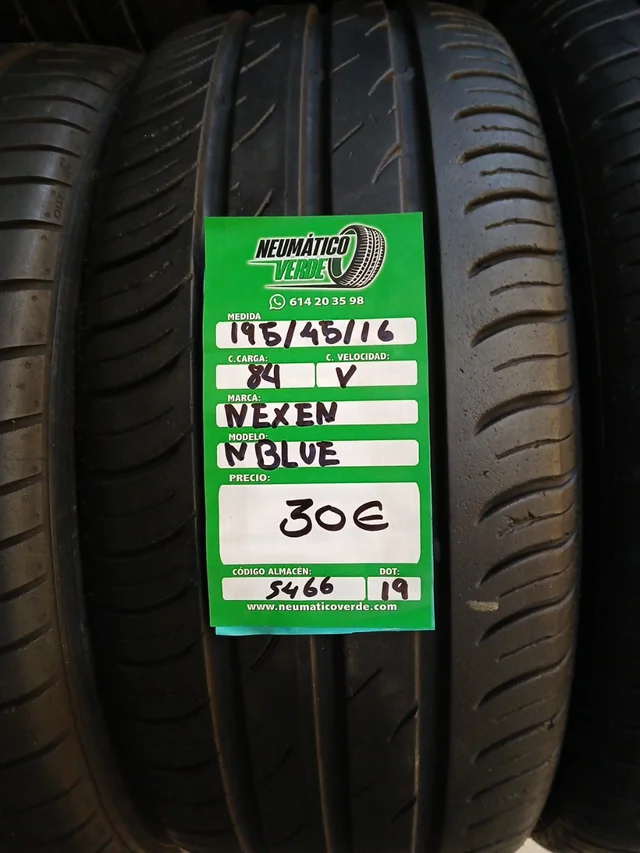 NEUMÁTICO
VERDE
614 20 35 98
MEDIDA
195/45/16
C.CARGA: C. VELOCIDAD:
84 V
MARCA:
NEXEN
MODELO:
N BLUE
PRECIO:
30€
CÓDIGO ALMACÉN: DOT:
5466 19
www.neumaticoverde.com